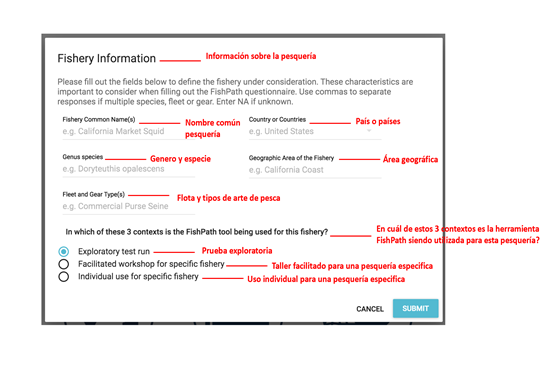 Fishery Information
Información sobre la pesquería
Please fill out the fields below to define the fishery under consideration. These characteristics are
important to consider when filling out the FishPath questionnaire. Use commas to separate
responses if multiple species, fleet or gear. Enter NA if unknown.
Fishery Common Name(s)
Nombre común
pesquería
e.g. California Market Squid
Country or Countries
País o países
e.g. United States
Genus species
Genero y especie
e.g. Doryteuthis opalescens
Geographic Area of the Fishery
Área geográfica
e.g. California Coast
Fleet and Gear Type(s)
Flota y tipos de arte de pesca
e.g. Commercial Purse Seine
In which of these 3 contexts is the FishPath tool being used for this fishery?
En cuál de estos 3 contextos es la herramienta
FishPath siendo utilizada para esta pesquería?
Exploratory test run
Prueba exploratoria
Facilitated workshop for specific fishery
Taller facilitado para una pesquería especifica
Individual use for specific fishery
Uso individual para una pesquería especifica
CANCEL
SUBMIT